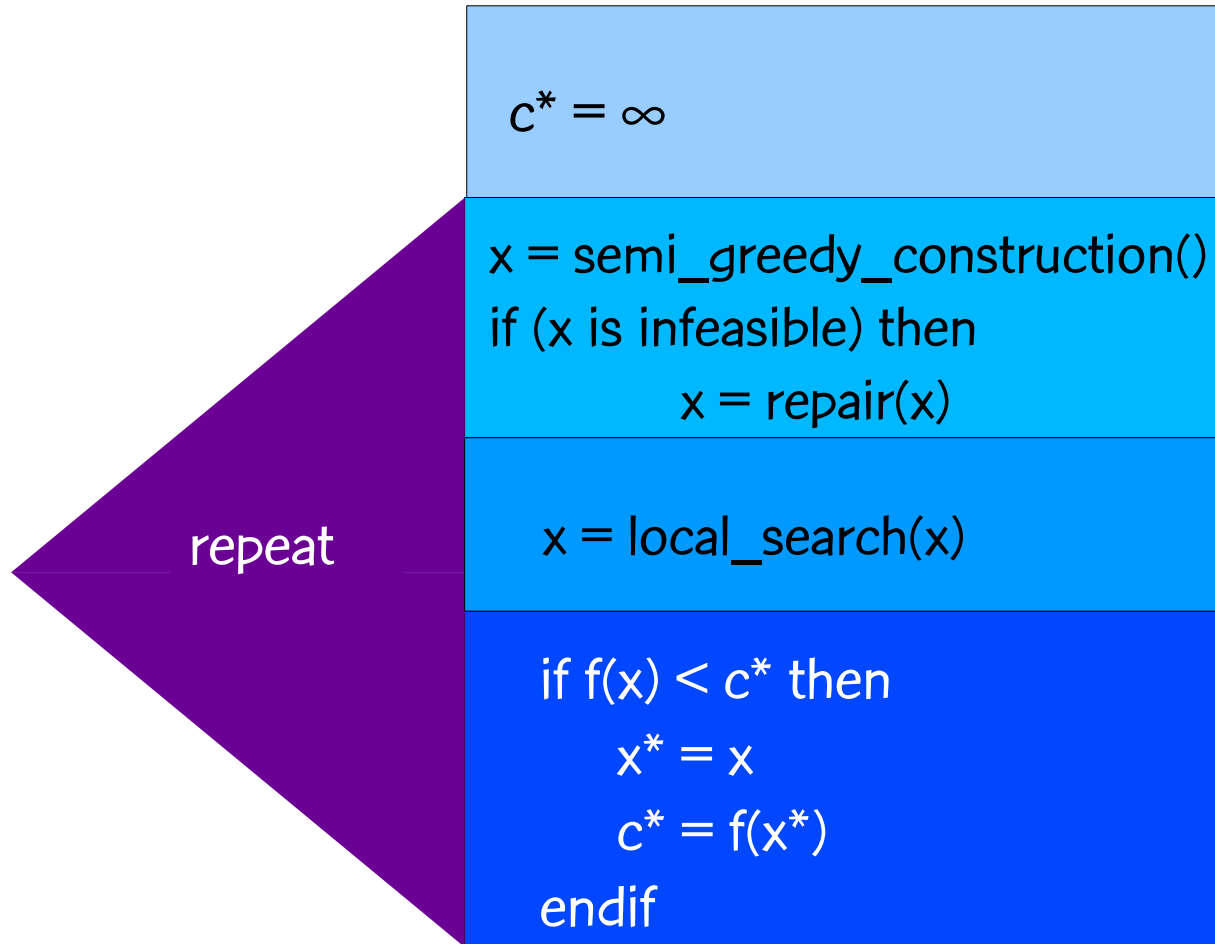 c* = ∞
x = semi_greedy_construction()
if (x is infeasible) then
x = repair(x)
repeat
x = local_search(x)
if f(x) < c* then
x* = x
c* = f(x*)
endif